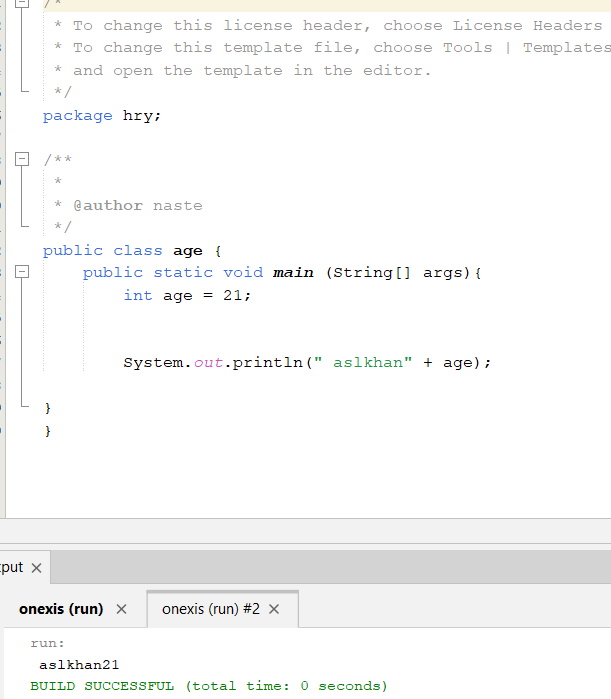 /*
* To change this license header, choose License Headers
* To change this template file, choose Tools | Templates
* and open the template in the editor.
*/
package hry;
/**
*
* @author naste
*/
public class age {
public static void main (String[] args){
int age = 21;
System.out.println(" aslkhan" + age);
}
}
put ×
onexis (run) × onexis (run) #2 ×
run:
aslkhan21
BUILD SUCCESSFUL (total time: 0 seconds)